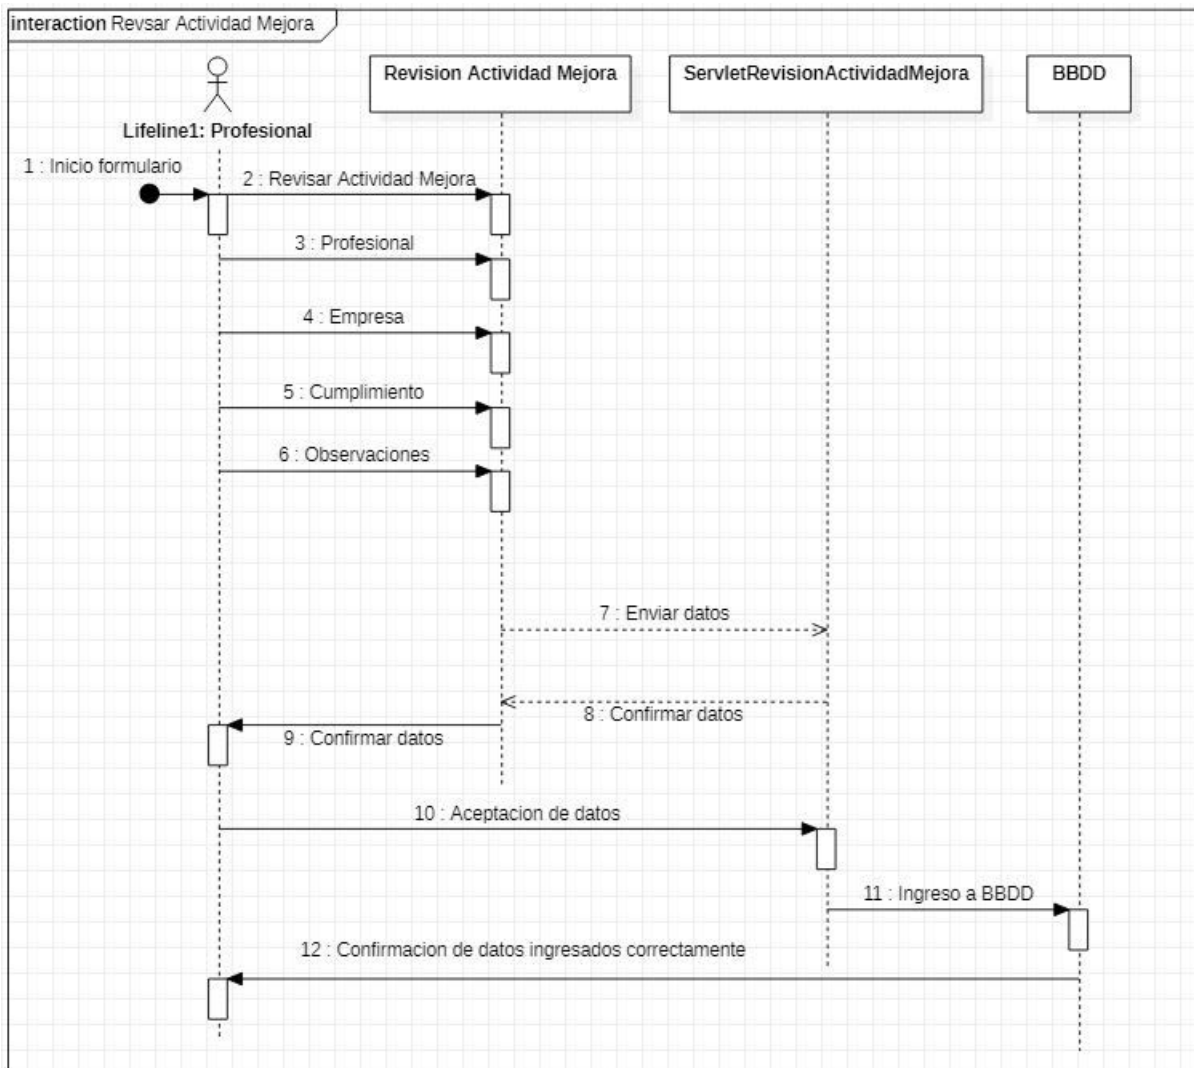 interaction Revsar Actividad Mejora
Revision Actividad Mejora
ServletRevisionActividadMejora
BBDD
Lifeline1: Profesional
1 : Inicio formulario
2 : Revisar Actividad Mejora
3 : Profesional
4 : Empresa
5 : Cumplimiento
6 : Observaciones
7 : Enviar datos
8 : Confirmar datos
9 : Confirmar datos
10 : Aceptacion de datos
11 : Ingreso a BBDD
12 : Confirmacion de datos ingresados correctamente